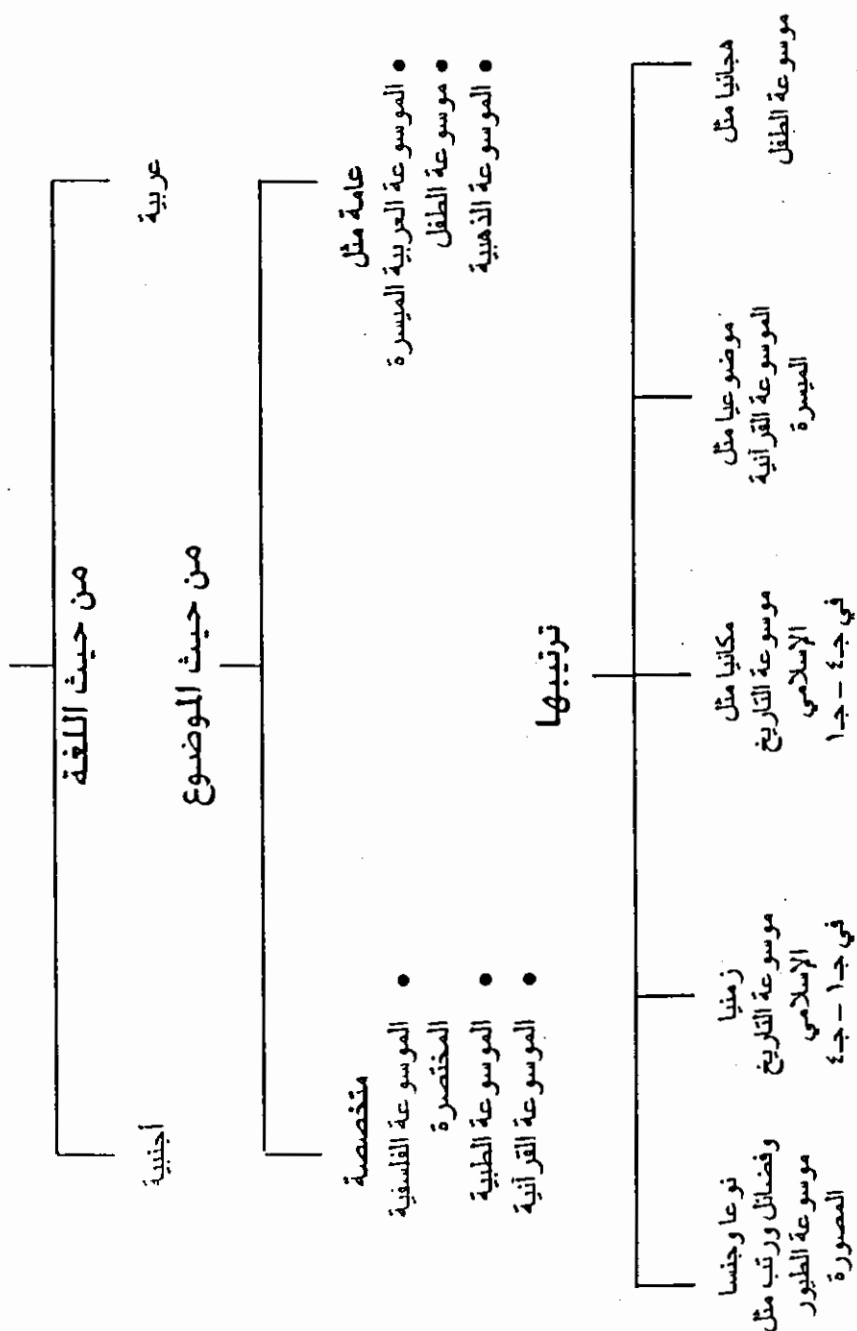 من حيث اللغة
عربية
أجنبية
من حيث الموضوع
عامة مثل
• الموسوعة العربية الميسرة
• موسوعة الطفل
• الموسوعة الذهبية
متخصصة
• الموسوعة الفلسفية
المختصرة
• الموسوعة الطبية
• الموسوعة القرآنية
ترتيبها
هجائيا مثل
موسوعة الطفل
موضوعيا مثل
الموسوعة القرآنية
الميسرة
مكانيا مثل
موسوعة التاريخ
الإسلامي
في جـ٤ – جـ١
زمنيا
موسوعة التاريخ
الإسلامي
في جـ١ – جـ٤
نوعا وجنسا
وفضائل ورتب مثل
موسوعة الطيور
المصورة